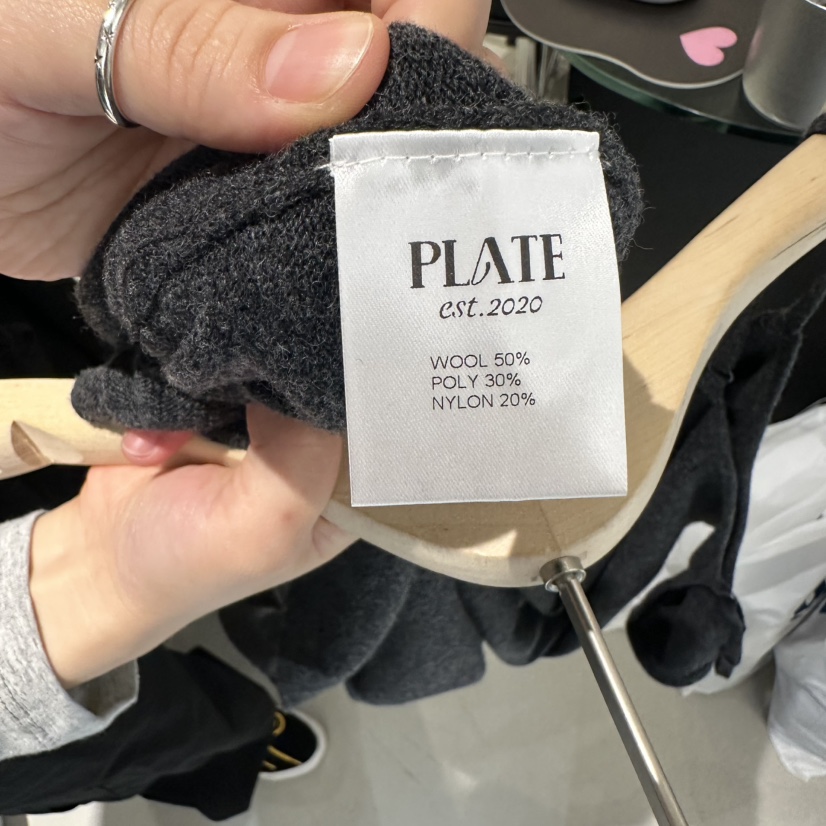 PLATE
est.2020
WOOL 50%
POLY 30%
NYLON 20%